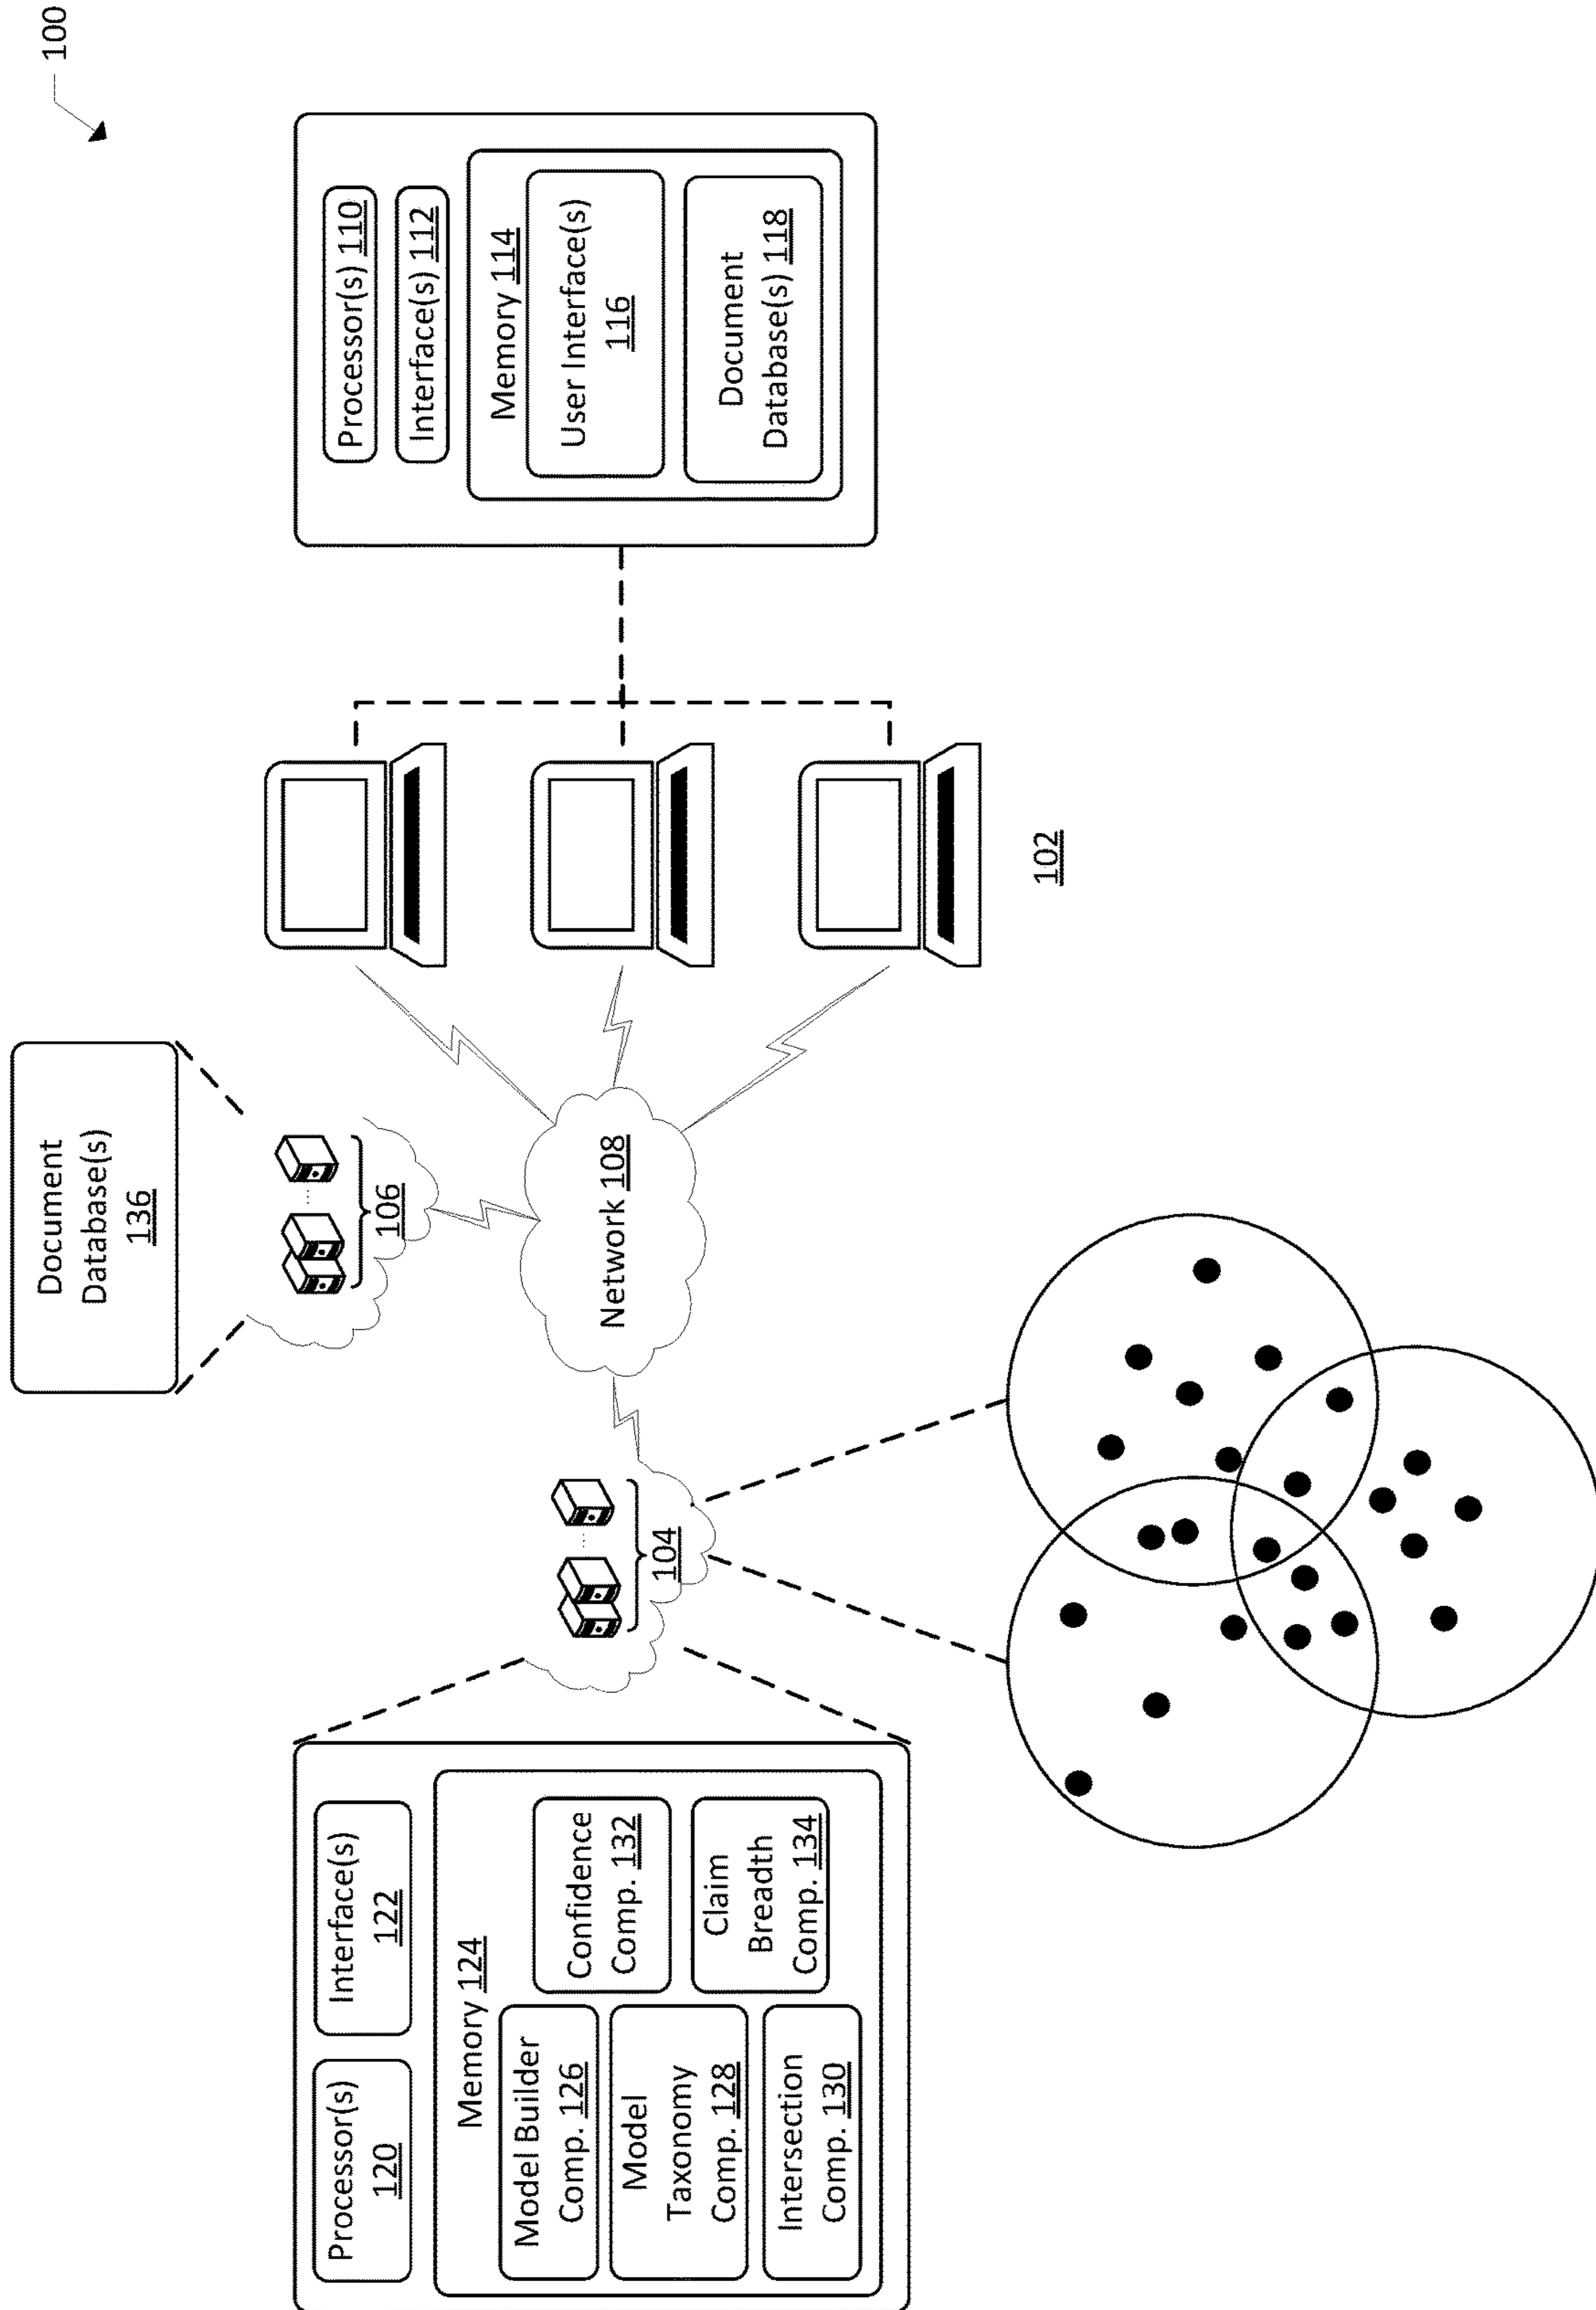 100
Document
Database(s)
136
106
Processor(s)
120
Interface(s)
122
Memory 124
Model Builder
Comp. 126
Model
Taxonomy
Comp. 128
Intersection
Comp. 130
Confidence
Comp. 132
Claim
Breadth
Comp. 134
104
Network 108
102
Processor(s) 110
Interface(s) 112
Memory 114
User Interface(s)
116
Document
Database(s) 118